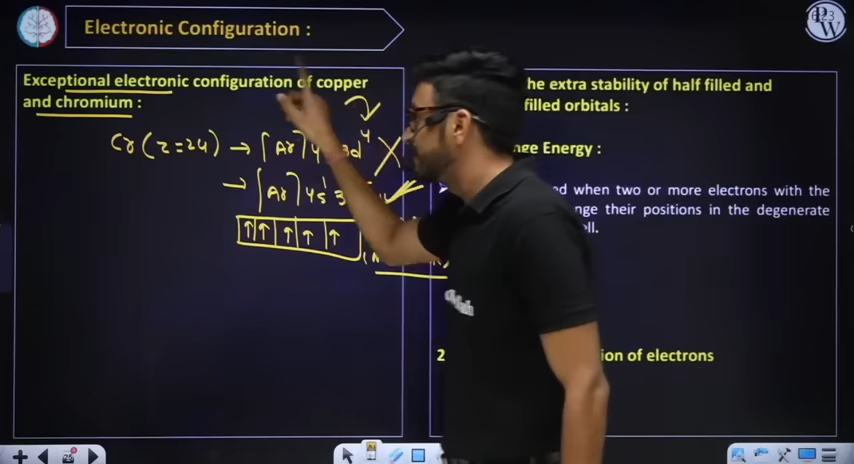 Electronic Configuration :
Exceptional electronic configuration of copper
and chromium :
Cr (z=24) → [Ar] 4 3d⁴
→ [Ar] 4s¹ 3
he extra stability of half filled and
filled orbitals :
nge Energy :
d when two or more electrons with the
nge their positions in the degenerate
ll.
2
ion of electrons